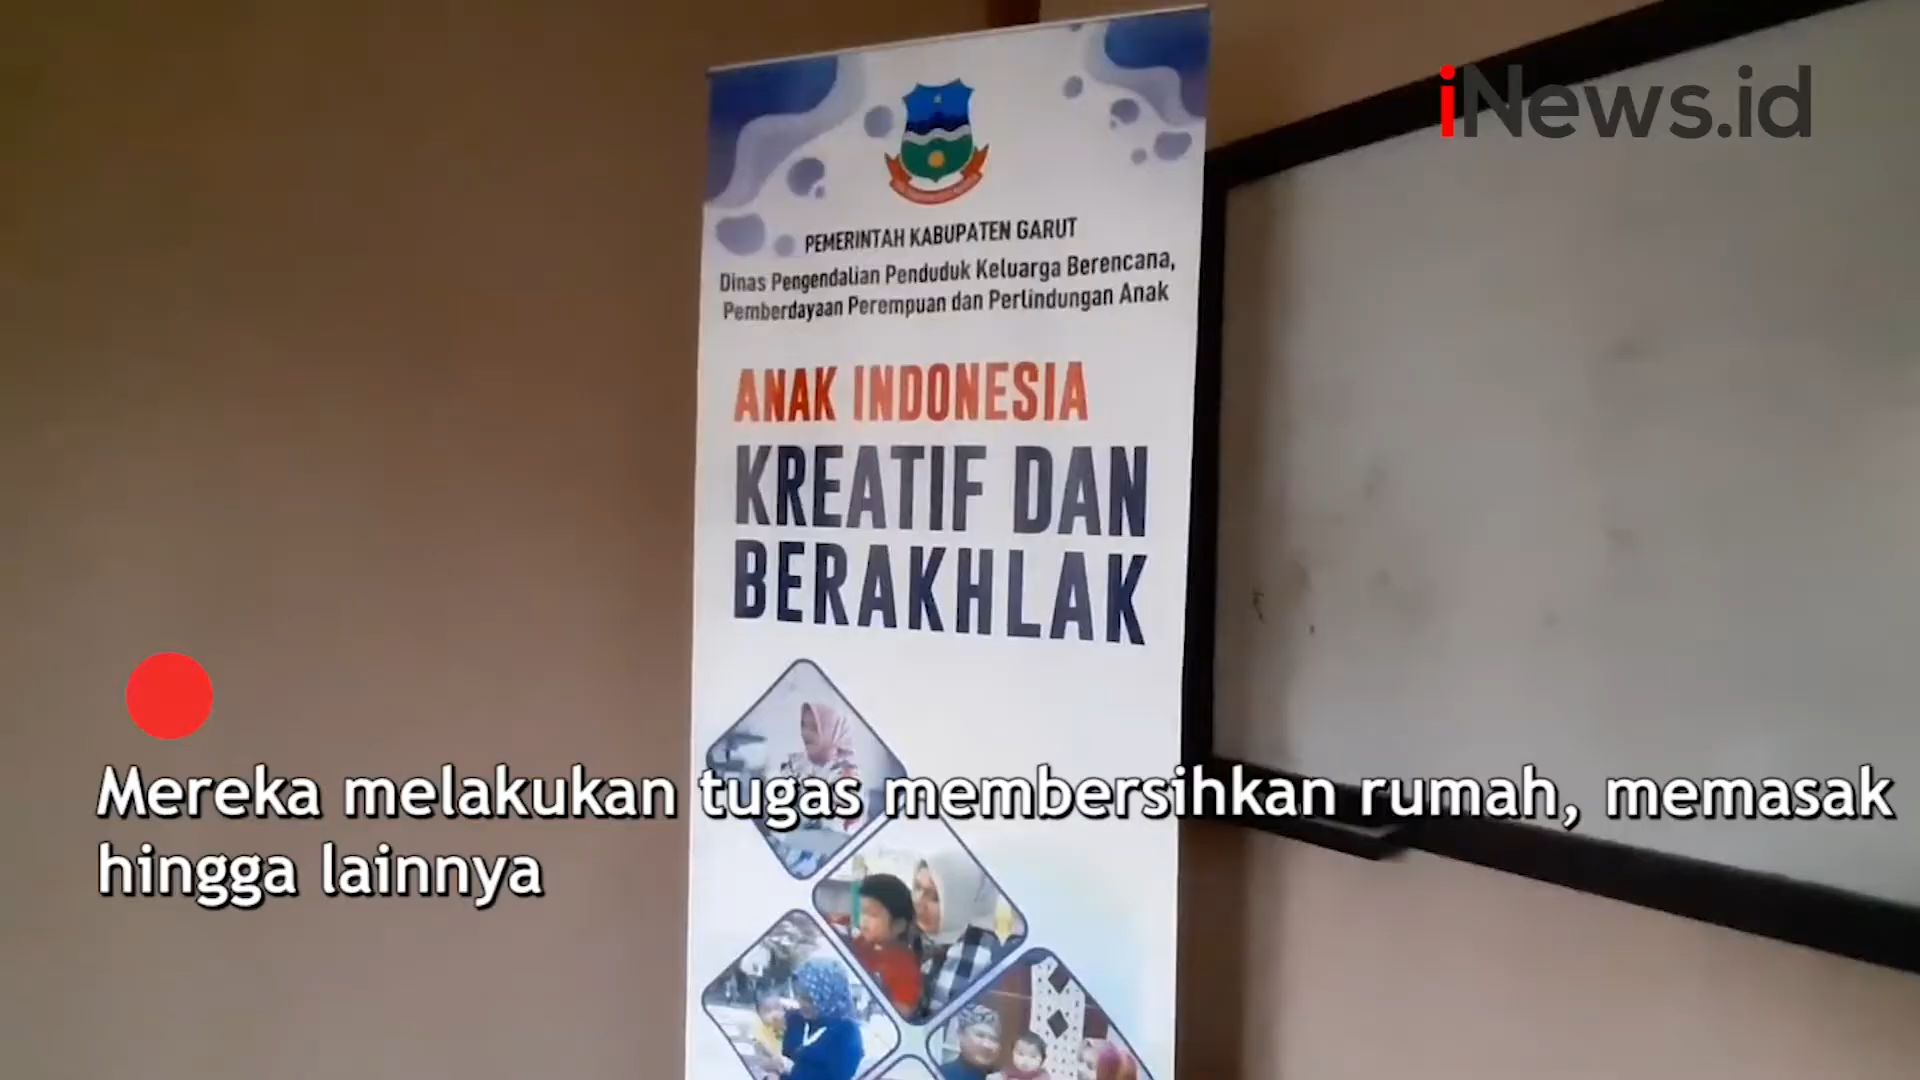 iNews.id
PEMERINTAH KABUPATEN GARUT
Dinas Pengendalian Penduduk Keluarga Berencana,
Pemberdayaan Perempuan dan Perlindungan Anak
ANAK INDONESIA
KREATIF DAN
BERAKHLAK
Mereka melakukan tugas membersihkan rumah, memasak
hingga lainnya